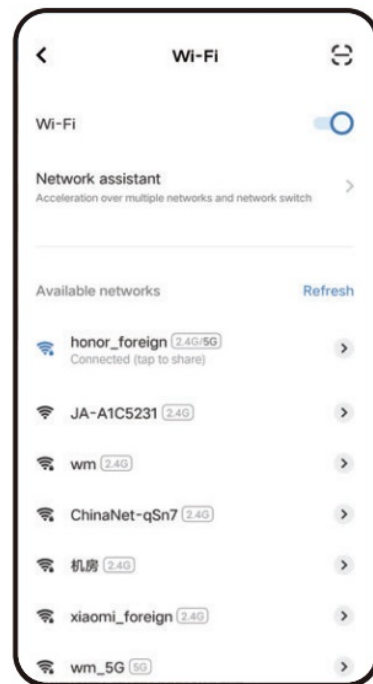 Wi-Fi
Wi-Fi
Network assistant
Acceleration over multiple networks and network switch
Available networks Refresh
honor_foreign 2.4G/5G
Connected (tap to share)
JA-A1C5231 2.4G
wm 2.4G
ChinaNet-qSn7 2.4G
机房 2.4G
xiaomi_foreign 2.4G
wm_5G 5G